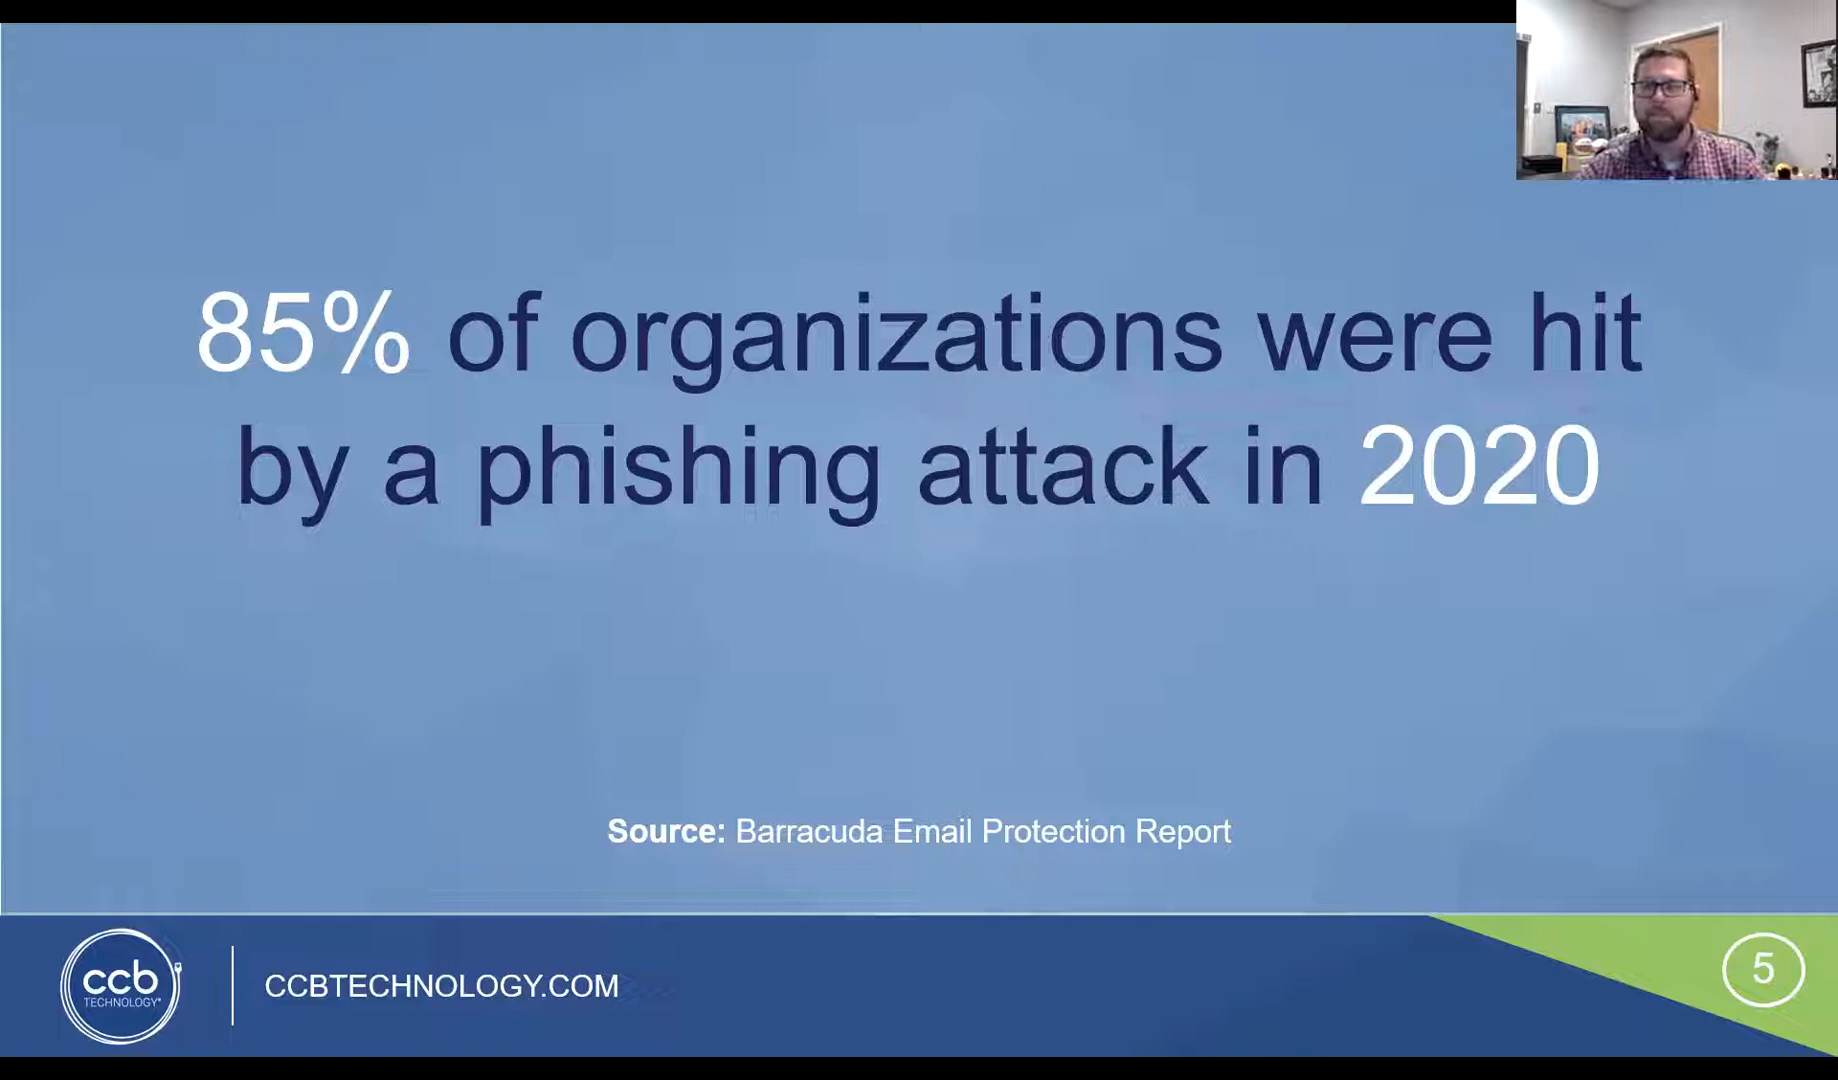 85% of organizations were hit
by a phishing attack in 2020
Source: Barracuda Email Protection Report
ccb
TECHNOLOGY
CCBTECHNOLOGY.COM
5